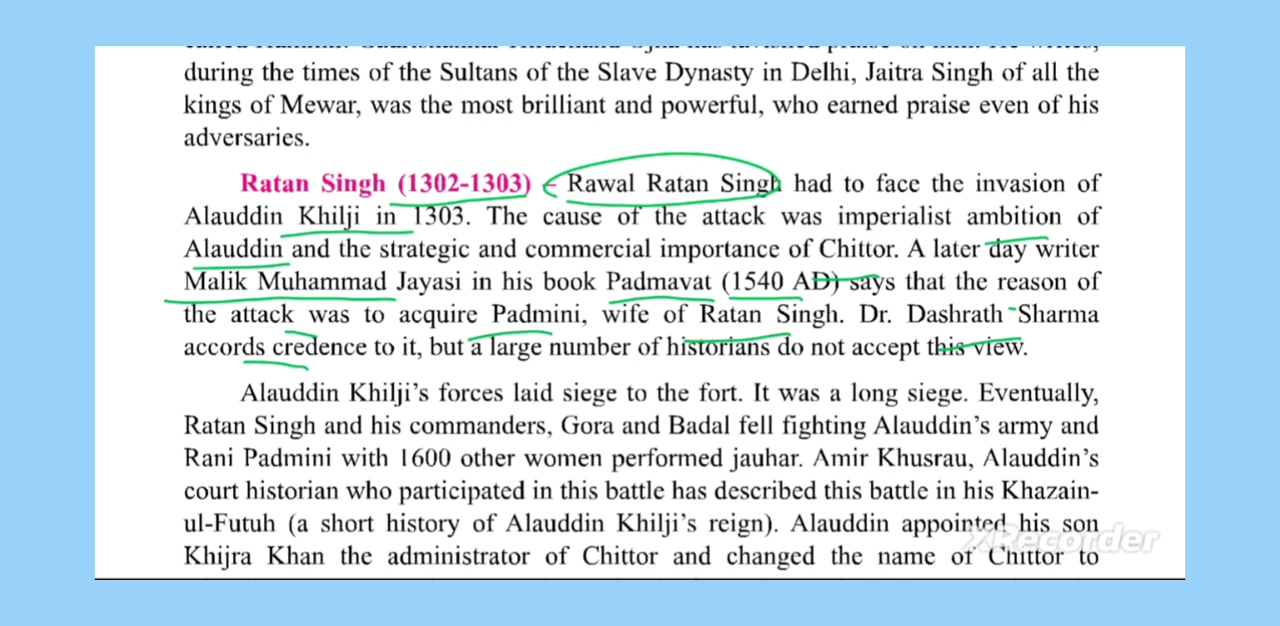 during the times of the Sultans of the Slave Dynasty in Delhi, Jaitra Singh of all the
kings of Mewar, was the most brilliant and powerful, who earned praise even of his
adversaries.
Ratan Singh (1302-1303) – Rawal Ratan Singh had to face the invasion of
Alauddin Khilji in 1303. The cause of the attack was imperialist ambition of
Alauddin and the strategic and commercial importance of Chittor. A later day writer
Malik Muhammad Jayasi in his book Padmavat (1540 AD) says that the reason of
the attack was to acquire Padmini, wife of Ratan Singh. Dr. Dashrath Sharma
accords credence to it, but a large number of historians do not accept this view.
Alauddin Khilji’s forces laid siege to the fort. It was a long siege. Eventually,
Ratan Singh and his commanders, Gora and Badal fell fighting Alauddin’s army and
Rani Padmini with 1600 other women performed jauhar. Amir Khusrau, Alauddin’s
court historian who participated in this battle has described this battle in his Khazain-
ul-Futuh (a short history of Alauddin Khilji’s reign). Alauddin appointed his son
Khijra Khan the administrator of Chittor and changed the name of Chittor to
XRecorder